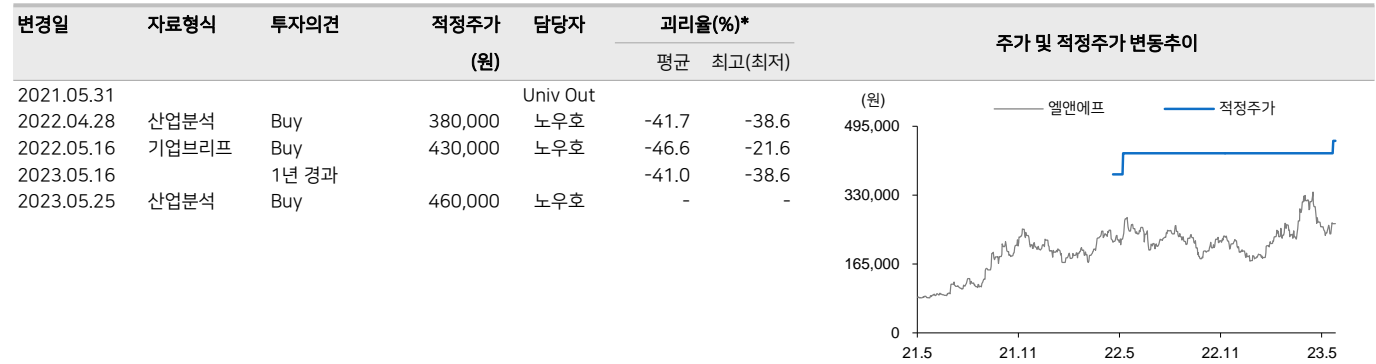 변경일 자료형식 투자의견 적정주가 담당자 괴리율(%)* 주가 및 적정주가 변동추이
(원) 평균 최고(최저)
2021.05.31 Univ Out
2022.04.28 산업분석 Buy 380,000 노우호 -41.7 -38.6
2022.05.16 기업브리프 Buy 430,000 노우호 -46.6 -21.6
2023.05.16 1년 경과 -41.0 -38.6
2023.05.25 산업분석 Buy 460,000 노우호 - -
(원) 엘앤에프 적정주가
495,000
330,000
165,000
0
21.5 21.11 22.5 22.11 23.5